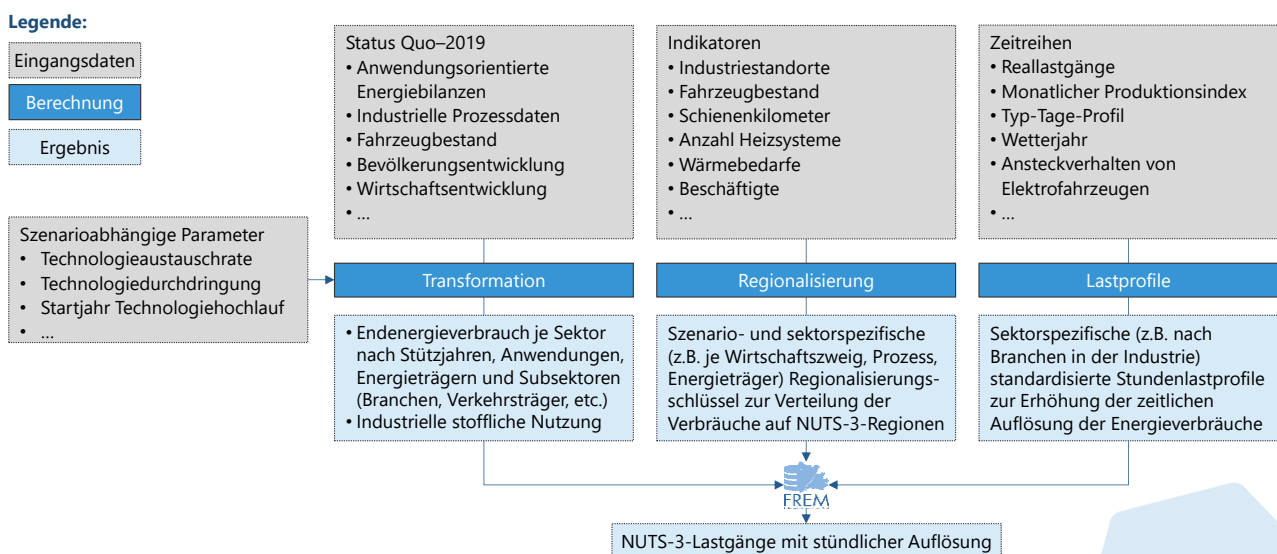 Legende:
Eingangsdaten
Berechnung
Ergebnis
Szenarioabhängige Parameter
• Technologieaustauschrate
• Technologiedurchdringung
• Startjahr Technologiehochlauf
• ...
Status Quo–2019
• Anwendungsorientierte
Energiebilanzen
• Industrielle Prozessdaten
• Fahrzeugbestand
• Bevölkerungsentwicklung
• Wirtschaftsentwicklung
• ...
Transformation
• Endenergieverbrauch je Sektor
nach Stützjahren, Anwendungen,
Energieträgern und Subsektoren
(Branchen, Verkehrsträger, etc.)
• Industrielle stoffliche Nutzung
Indikatoren
• Industriestandorte
• Fahrzeugbestand
• Schienenkilometer
• Anzahl Heizsysteme
• Wärmebedarfe
• Beschäftigte
• ...
Regionalisierung
Szenario- und sektorspezifische
(z.B. je Wirtschaftszweig, Prozess,
Energieträger) Regionalisierungs-
schlüssel zur Verteilung der
Verbräuche auf NUTS-3-Regionen
Zeitreihen
• Reallastgänge
• Monatlicher Produktionsindex
• Typ-Tage-Profil
• Wetterjahr
• Ansteckverhalten von
Elektrofahrzeugen
• ...
Lastprofile
Sektorspezifische (z.B. nach
Branchen in der Industrie)
standardisierte Stundenlastprofile
zur Erhöhung der zeitlichen
Auflösung der Energieverbräuche
FREM
NUTS-3-Lastgänge mit stündlicher Auflösung